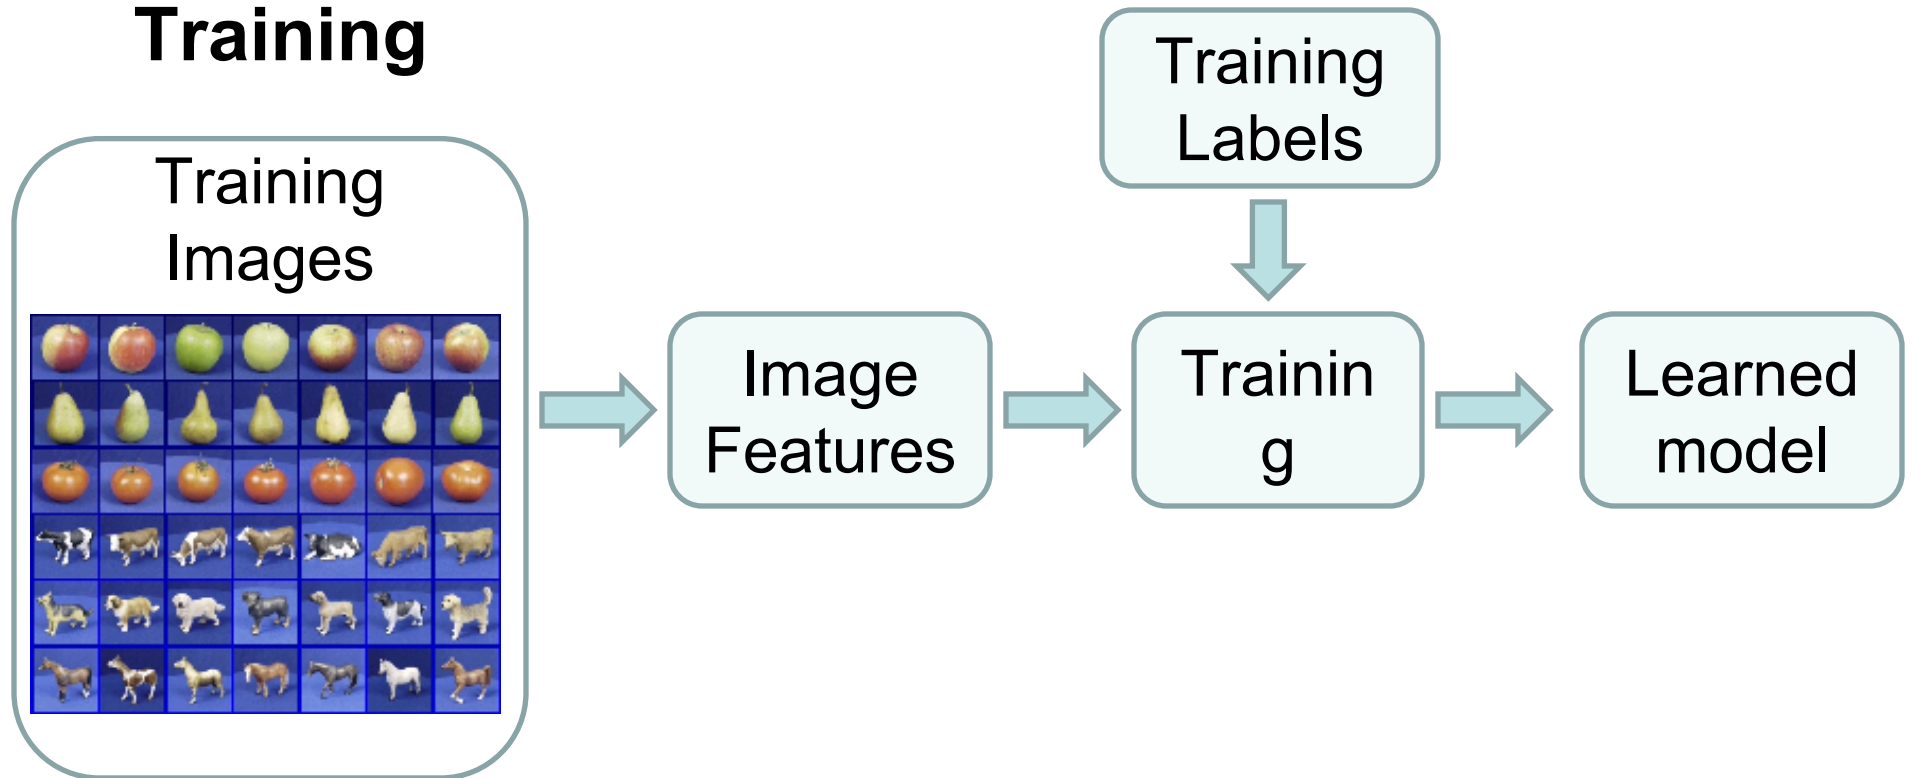 Training
Training
Images
Training
Labels
Image
Features
Trainin
g
Learned
model